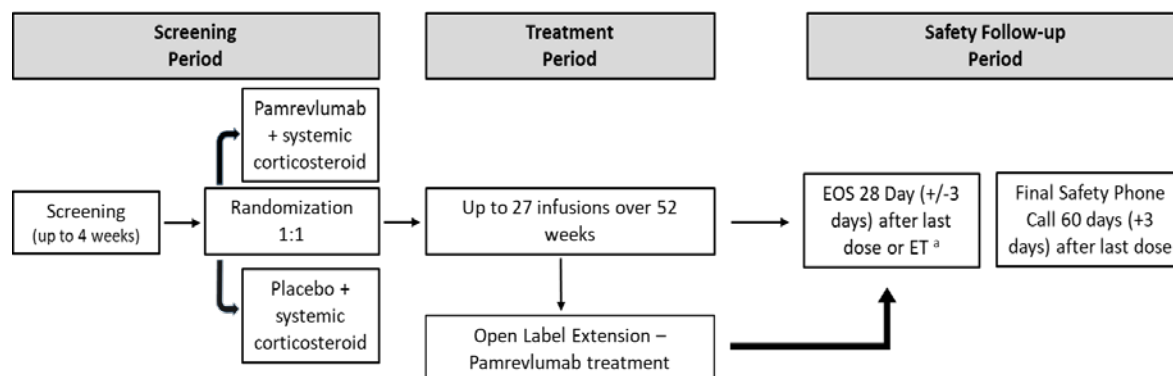 Screening
Period
Treatment
Period
Safety Follow-up
Period
Pamrevlumab
+ systemic
corticosteroid
Screening
(up to 4 weeks)
Randomization
1:1
Placebo +
systemic
corticosteroid
Up to 27 infusions over 52
weeks
Open Label Extension –
Pamrevlumab treatment
EOS 28 Day (+/-3
days) after last
dose or ET ᵃ
Final Safety Phone
Call 60 days (+3
days) after last dose